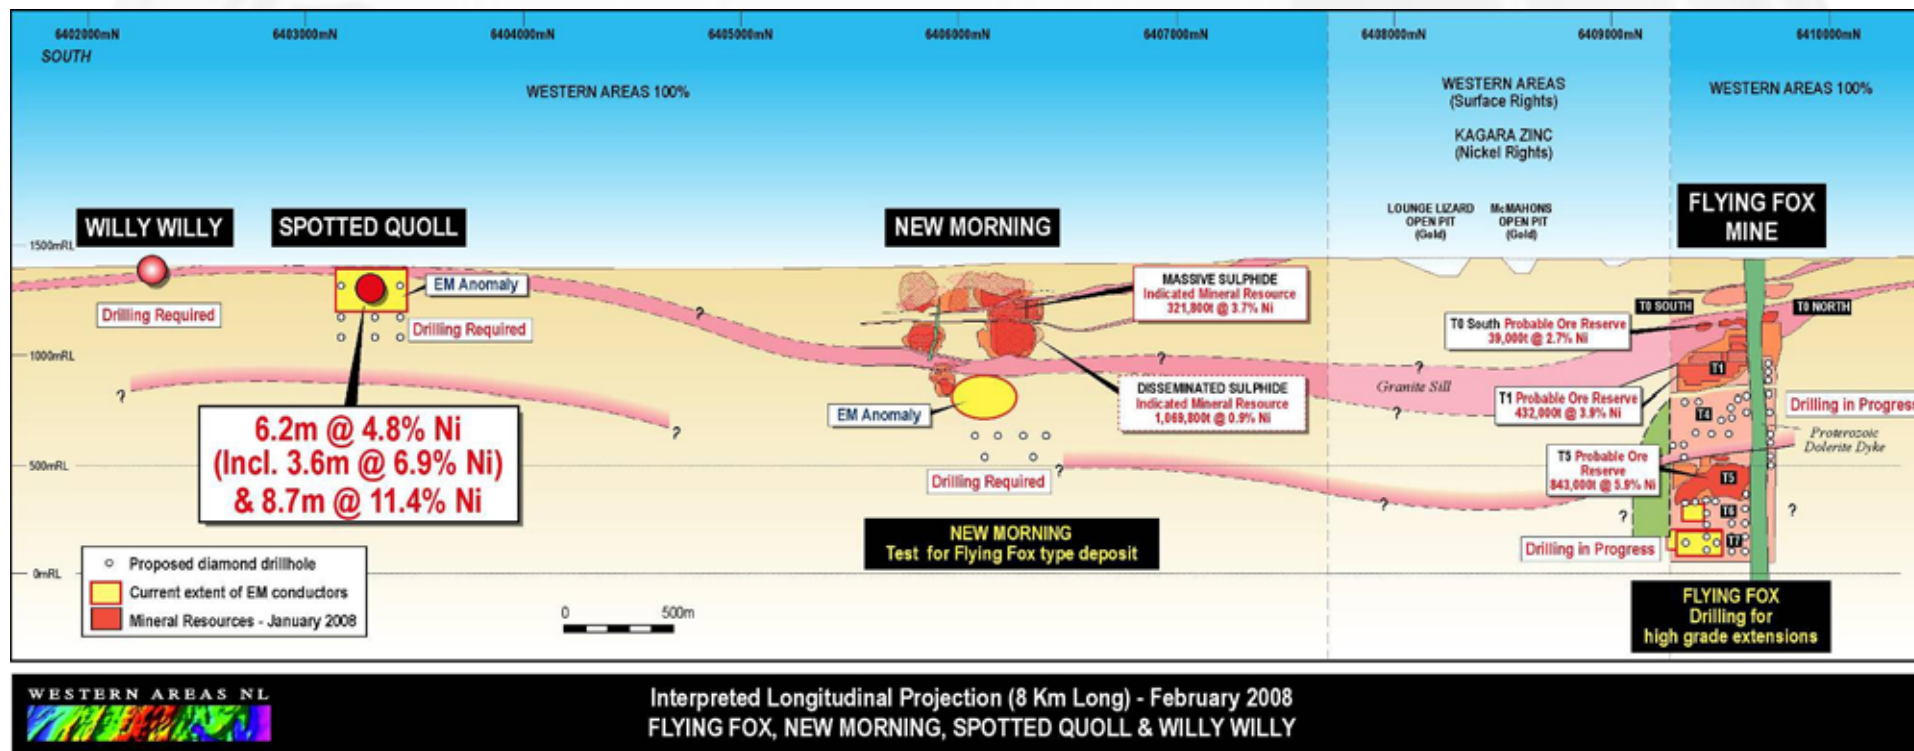 6402000mN 6403000mN 6404000mN 6405000mN 6406000mN 6407000mN 6408000mN 6409000mN 6410000mN
SOUTH
WESTERN AREAS 100%
WESTERN AREAS
(Surface Rights)
KAGARA ZINC
(Nickel Rights)
WESTERN AREAS 100%
WILLY WILLY
SPOTTED QUOLL
NEW MORNING
LOUNGE LIZARD
OPEN PIT
(Gold)
McMAHONS
OPEN PIT
(Gold)
FLYING FOX
MINE
1500mRL
1000mRL
500mRL
0mRL
Drilling Required
EM Anomaly
Drilling Required
?
?
?
6.2m @ 4.8% Ni
(Incl. 3.6m @ 6.9% Ni)
& 8.7m @ 11.4% Ni
MASSIVE SULPHIDE
Indicated Mineral Resource
321,800t @ 3.7% Ni
DISSEMINATED SULPHIDE
Indicated Mineral Resource
1,069,800t @ 0.9% Ni
EM Anomaly
Drilling Required
?
?
?
?
?
Granite Sill
NEW MORNING
Test for Flying Fox type deposit
T0 SOUTH
T0 NORTH
T0 South Probable Ore Reserve
39,000t @ 2.7% Ni
T1
T1 Probable Ore Reserve
432,000t @ 3.9% Ni
T4
Drilling in Progress
Proterozoic
Dolerite Dyke
T5 Probable Ore
Reserve
843,000t @ 5.9% Ni
T5
T6
T7
?
?
Drilling in Progress
FLYING FOX
Drilling for
high grade extensions
Proposed diamond drillhole
Current extent of EM conductors
Mineral Resources - January 2008
0 500m
WESTERN AREAS NL
Interpreted Longitudinal Projection (8 Km Long) - February 2008
FLYING FOX, NEW MORNING, SPOTTED QUOLL & WILLY WILLY